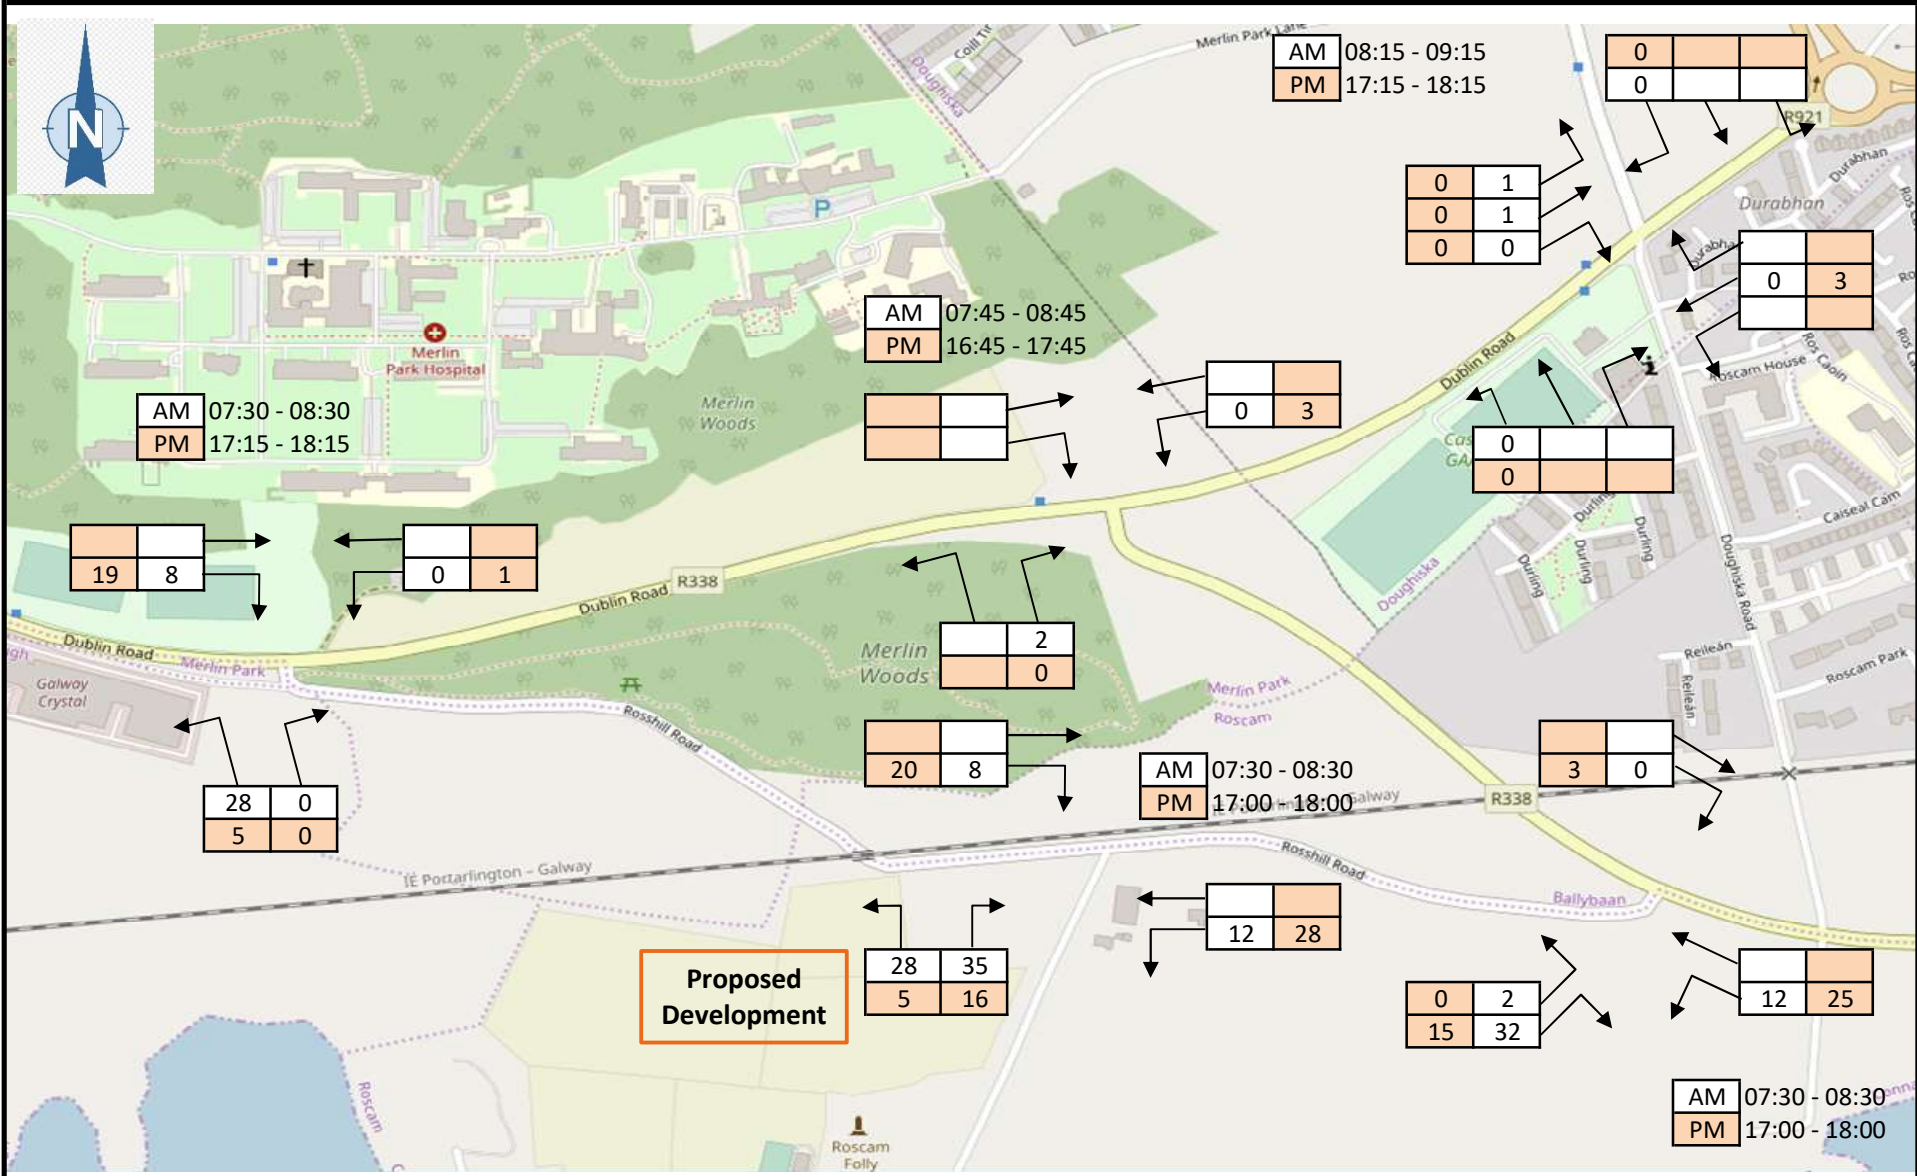 N
Coill Tir
Merlin Park Lane
Doughiska
AM 08:15 - 09:15
PM 17:15 - 18:15
0
0
R921
Durabhan
Durabhan
0 1
0 1
0 0
0 3
P
Merlin
Park Hospital
AM 07:45 - 08:45
PM 16:45 - 17:45
Dublin Road
Roscam House
Ros Caoin
0 3
AM 07:30 - 08:30
PM 17:15 - 18:15
Merlin
Woods
0
0
Caiseal Cam
19 8
0 1
Durling
Durling
Durling
Durling
Doughiska Road
Doughiska
Dublin Road
R338
Dublin Road
Merlin Park
Galway
Crystal
2
0
Merlin
Woods
Reileán
Reileán
Roscam Park
Merlin Park
Roscam
Rosshill Road
20 8
AM 07:30 - 08:30
PM 17:00 - 18:00
3 0
R338
28 0
5 0
IÉ Portarlington – Galway
Rosshill Road
Ballybaan
12 28
Proposed
Development
28 35
5 16
0 2
15 32
12 25
Roscam
AM 07:30 - 08:30
PM 17:00 - 18:00
Roscam
Folly